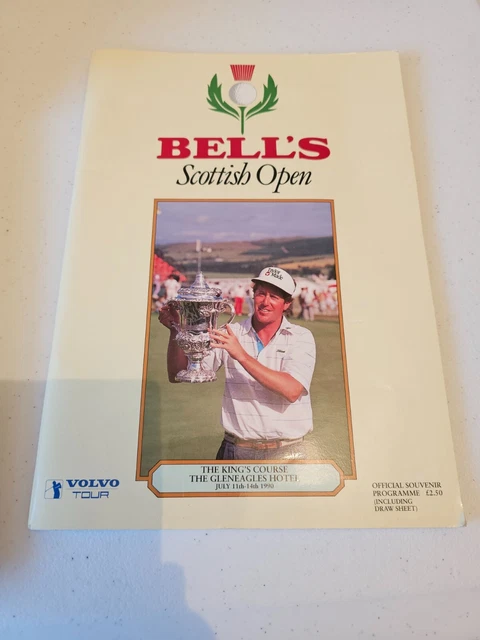 BELL'S
Scottish Open
THE KING'S COURSE
THE GLENEAGLES HOTEL
JULY 11th-14th 1990
VOLVO
TOUR
OFFICIAL SOUVENIR
PROGRAMME £2.50
(INCLUDING
DRAW SHEET)